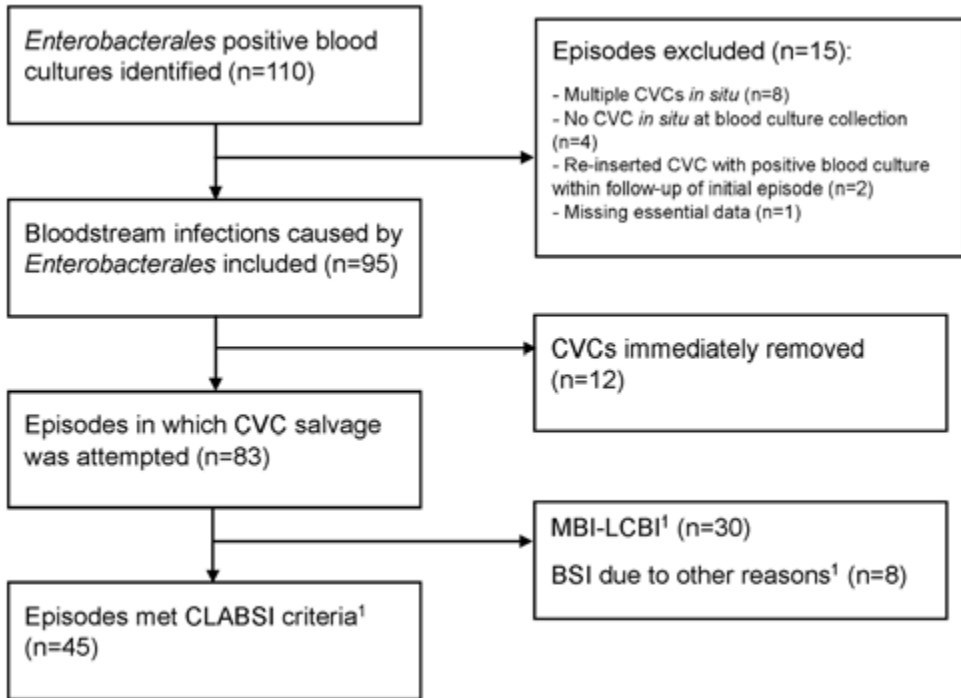 Enterobacterales positive blood
cultures identified (n=110)
Episodes excluded (n=15):
- Multiple CVCs in situ (n=8)
- No CVC in situ at blood culture collection
(n=4)
- Re-inserted CVC with positive blood culture
within follow-up of initial episode (n=2)
- Missing essential data (n=1)
Bloodstream infections caused by
Enterobacterales included (n=95)
CVCs immediately removed
(n=12)
Episodes in which CVC salvage
was attempted (n=83)
MBI-LCBI¹ (n=30)
BSI due to other reasons¹ (n=8)
Episodes met CLABSI criteria¹
(n=45)